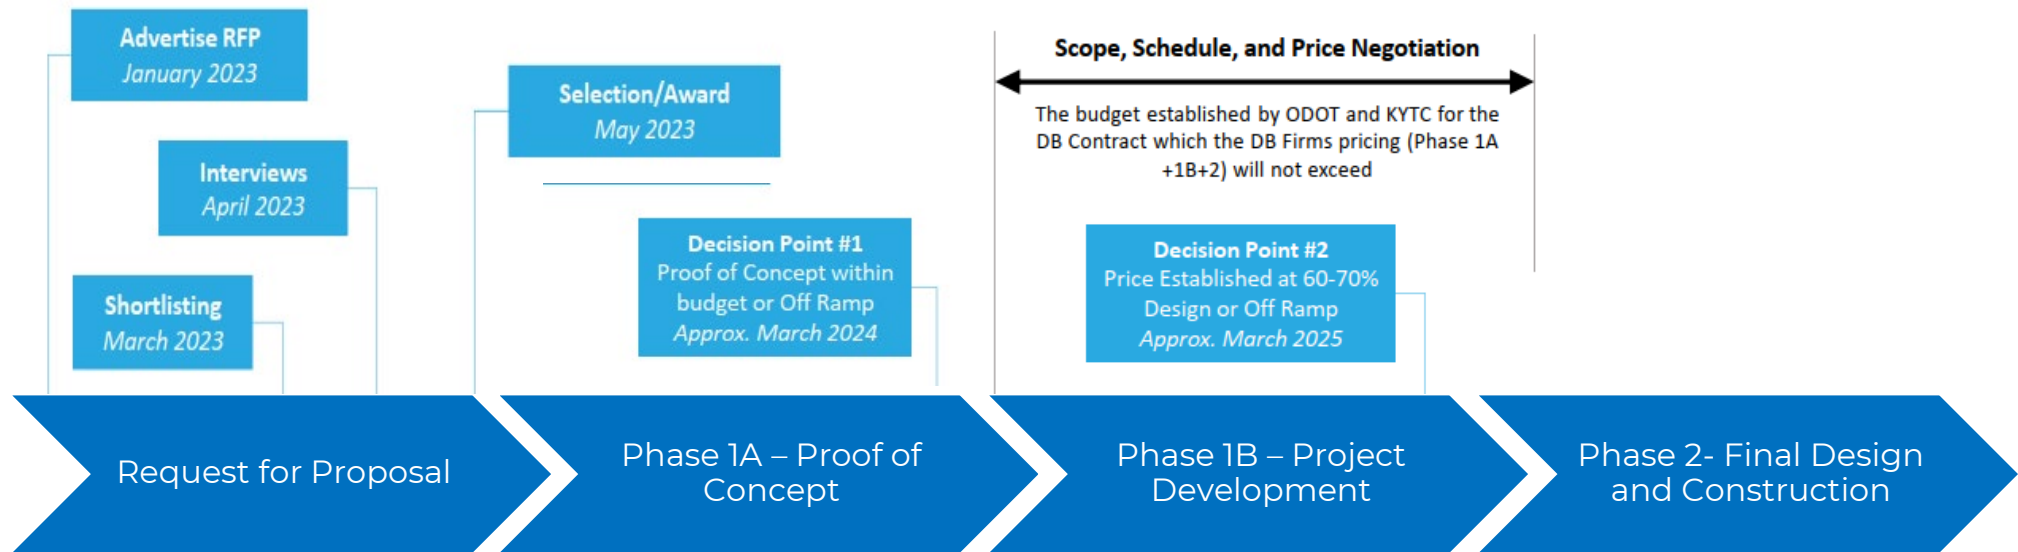 Advertise RFP
January 2023
Interviews
April 2023
Shortlisting
March 2023
Selection/Award
May 2023
Decision Point #1
Proof of Concept within
budget or Off Ramp
Approx. March 2024
Scope, Schedule, and Price Negotiation
The budget established by ODOT and KYTC for the
DB Contract which the DB Firms pricing (Phase 1A
+1B+2) will not exceed
Decision Point #2
Price Established at 60-70%
Design or Off Ramp
Approx. March 2025
Request for Proposal
Phase 1A – Proof of
Concept
Phase 1B – Project
Development
Phase 2- Final Design
and Construction